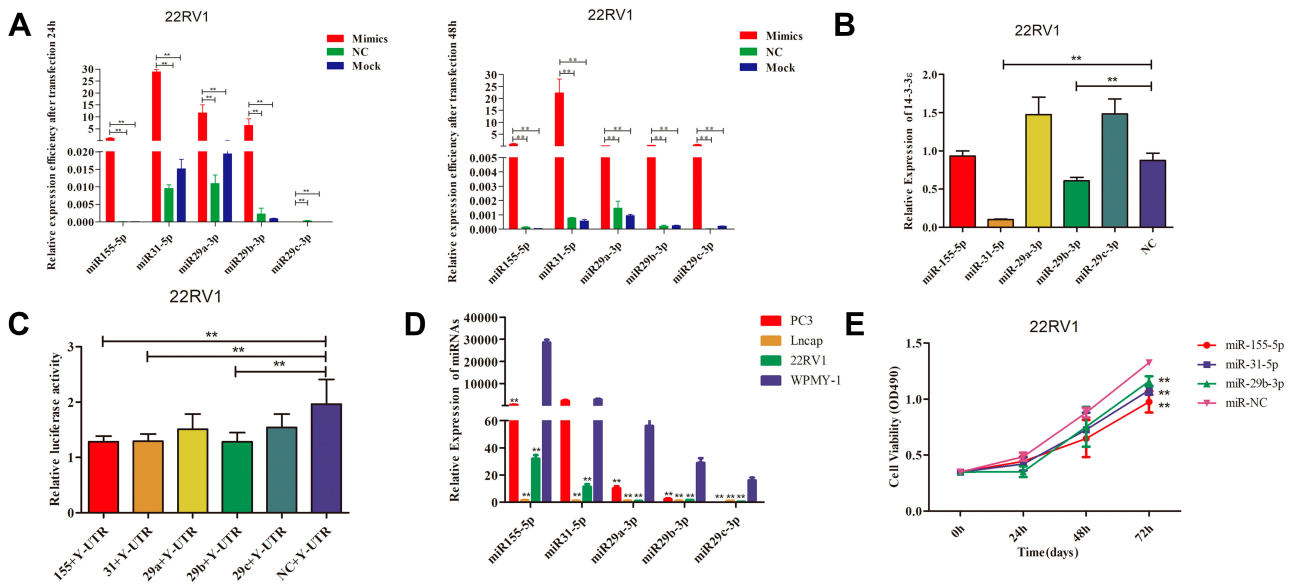 A
22RV1
Relative expression efficiency after transfection 24h
Mimics
NC
Mock
30
25
20
15
10
5
0.020
0.015
0.010
0.005
0.000
** ** ** ** ** ** ** ** ** **
miR155-5p
miR31-5p
miR29a-3p
miR29b-3p
miR29c-3p
22RV1
Relative expression efficiency after transfection 48h
Mimics
NC
Mock
30
25
20
15
10
5
0.005
0.004
0.003
0.002
0.001
0.000
** ** ** ** ** ** ** ** ** **
miR155-5p
miR31-5p
miR29a-3p
miR29b-3p
miR29c-3p
B
22RV1
Relative Expression of 14-3-3ε
2.0
1.5
1.0
0.5
0.0
**
**
miR-155-5p
miR-31-5p
miR-29a-3p
miR-29b-3p
miR-29c-3p
NC
C
22RV1
Relative luciferase activity
3
2
1
0
**
**
**
155+Y-UTR
31+Y-UTR
29a+Y-UTR
29b+Y-UTR
29c+Y-UTR
NC+Y-UTR
D
Relative Expression of miRNAs
PC3
Lncap
22RV1
WPMY-1
40000
30000
20000
10000
60
40
20
0
** ** ** ** ** ** ** ** ** ** ** ** ** **
miR155-5p
miR31-5p
miR29a-3p
miR29b-3p
miR29c-3p
E
22RV1
Cell Viability (OD490)
miR-155-5p
miR-31-5p
miR-29b-3p
miR-NC
1.5
1.0
0.5
0.0
**
**
**
0h
24h
48h
72h
Time(days)